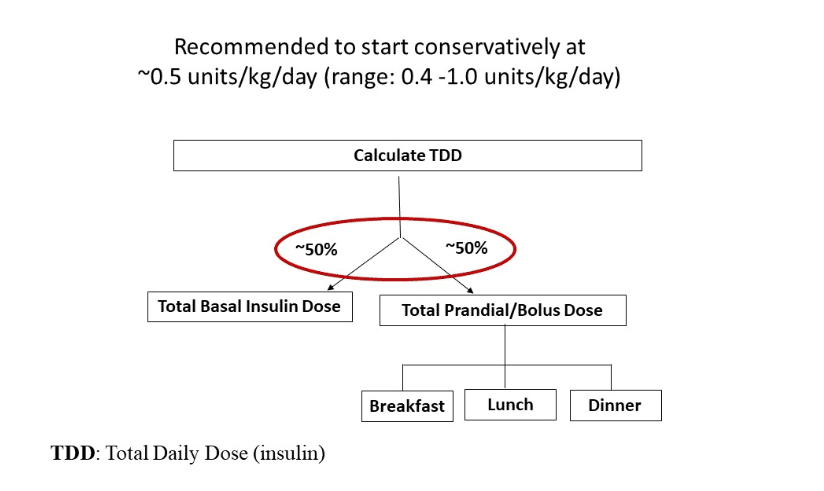 Recommended to start conservatively at
~0.5 units/kg/day (range: 0.4 -1.0 units/kg/day)
Calculate TDD
~50%
~50%
Total Basal Insulin Dose
Total Prandial/Bolus Dose
Breakfast
Lunch
Dinner
TDD: Total Daily Dose (insulin)